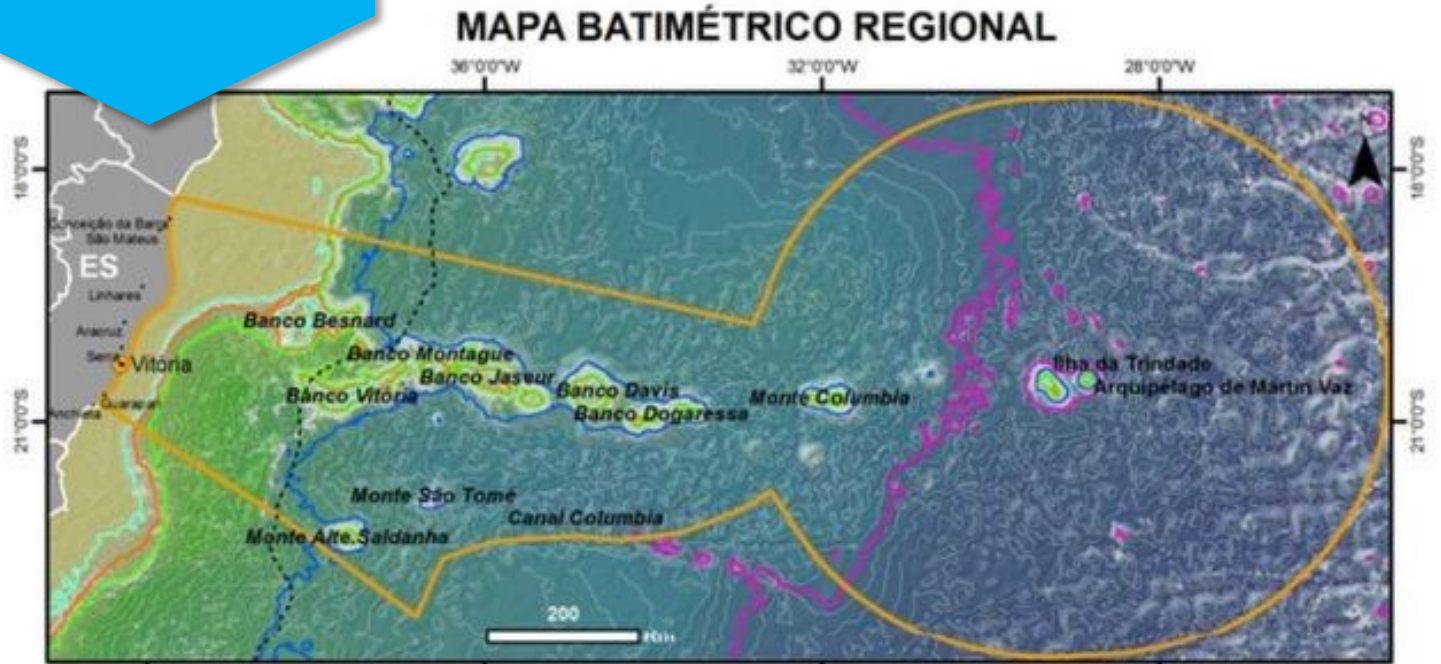 MAPA BATIMÉTRICO REGIONAL
36°0'0"W
32°0'0"W
28°0'0"W
18°0'0"S
18°0'0"S
Conceição da Barra
São Mateus
ES
Linhares
Aracruz
Serra
Vitória
Guarapari
Anchieta
Banco Besnard
Banco Montague
Banco Jaseur
Banco Vitória
Banco Davis
Banco Dogaressa
Monte Columbia
Ilha da Trindade
Arquipélago de Martin Vaz
21°0'0"S
21°0'0"S
Monte São Tomé
Canal Columbia
Monte Alte.Saldanha
200
Km